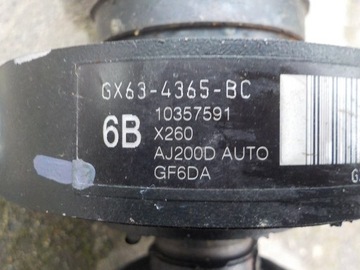 GX63-4365-BC
6B 10357591
X260
AJ200D AUTO
GF6DA